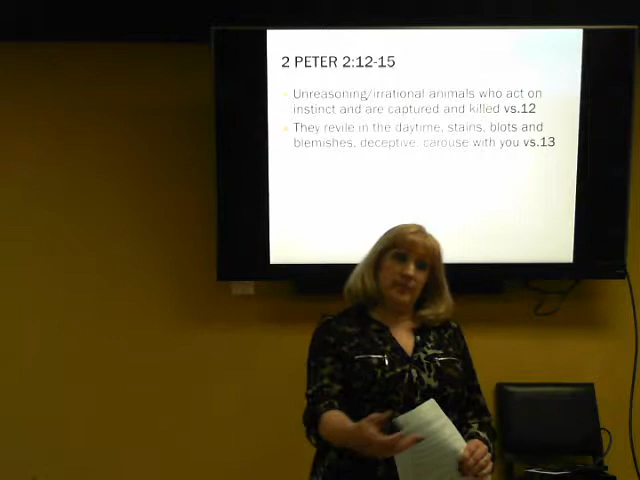 2 PETER 2:12-15
Unreasoning/irrational animals who act on
instinct and are captured and killed vs.12
They revile in the daytime, stains, blots and
blemishes, deceptive, carouse with you vs.13